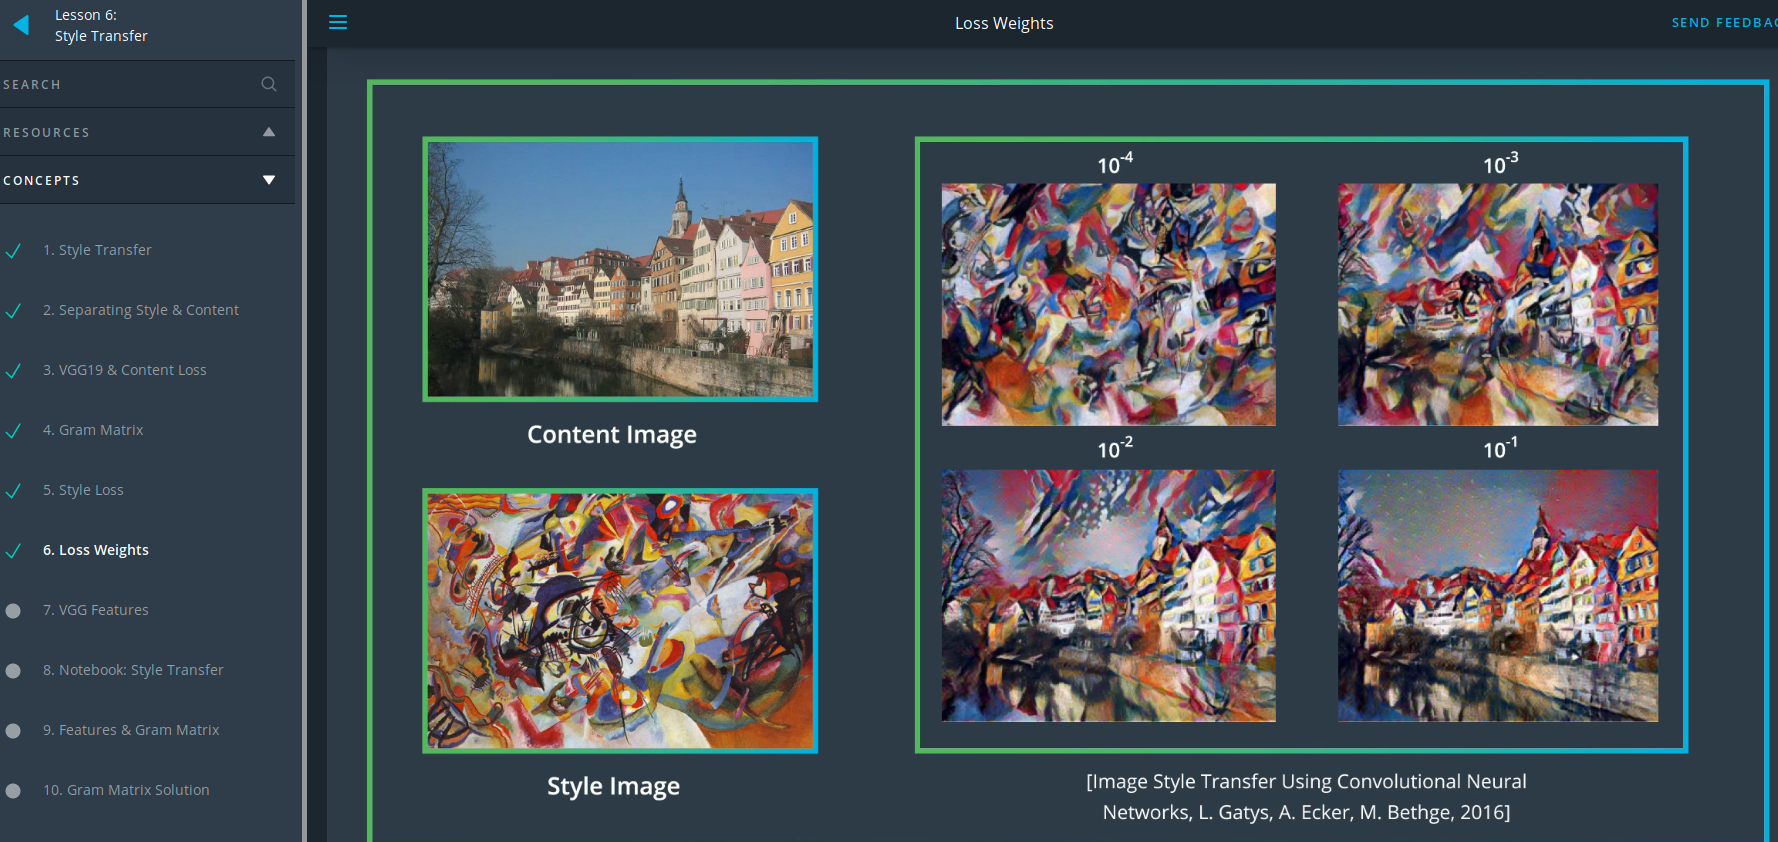 Lesson 6:
Style Transfer
SEARCH
RESOURCES
CONCEPTS
1. Style Transfer
2. Separating Style & Content
3. VGG19 & Content Loss
4. Gram Matrix
5. Style Loss
6. Loss Weights
7. VGG Features
8. Notebook: Style Transfer
9. Features & Gram Matrix
10. Gram Matrix Solution
Loss Weights
SEND FEEDBAC
Content Image
Style Image
10⁻⁴
10⁻³
10⁻²
10⁻¹
[Image Style Transfer Using Convolutional Neural
Networks, L. Gatys, A. Ecker, M. Bethge, 2016]